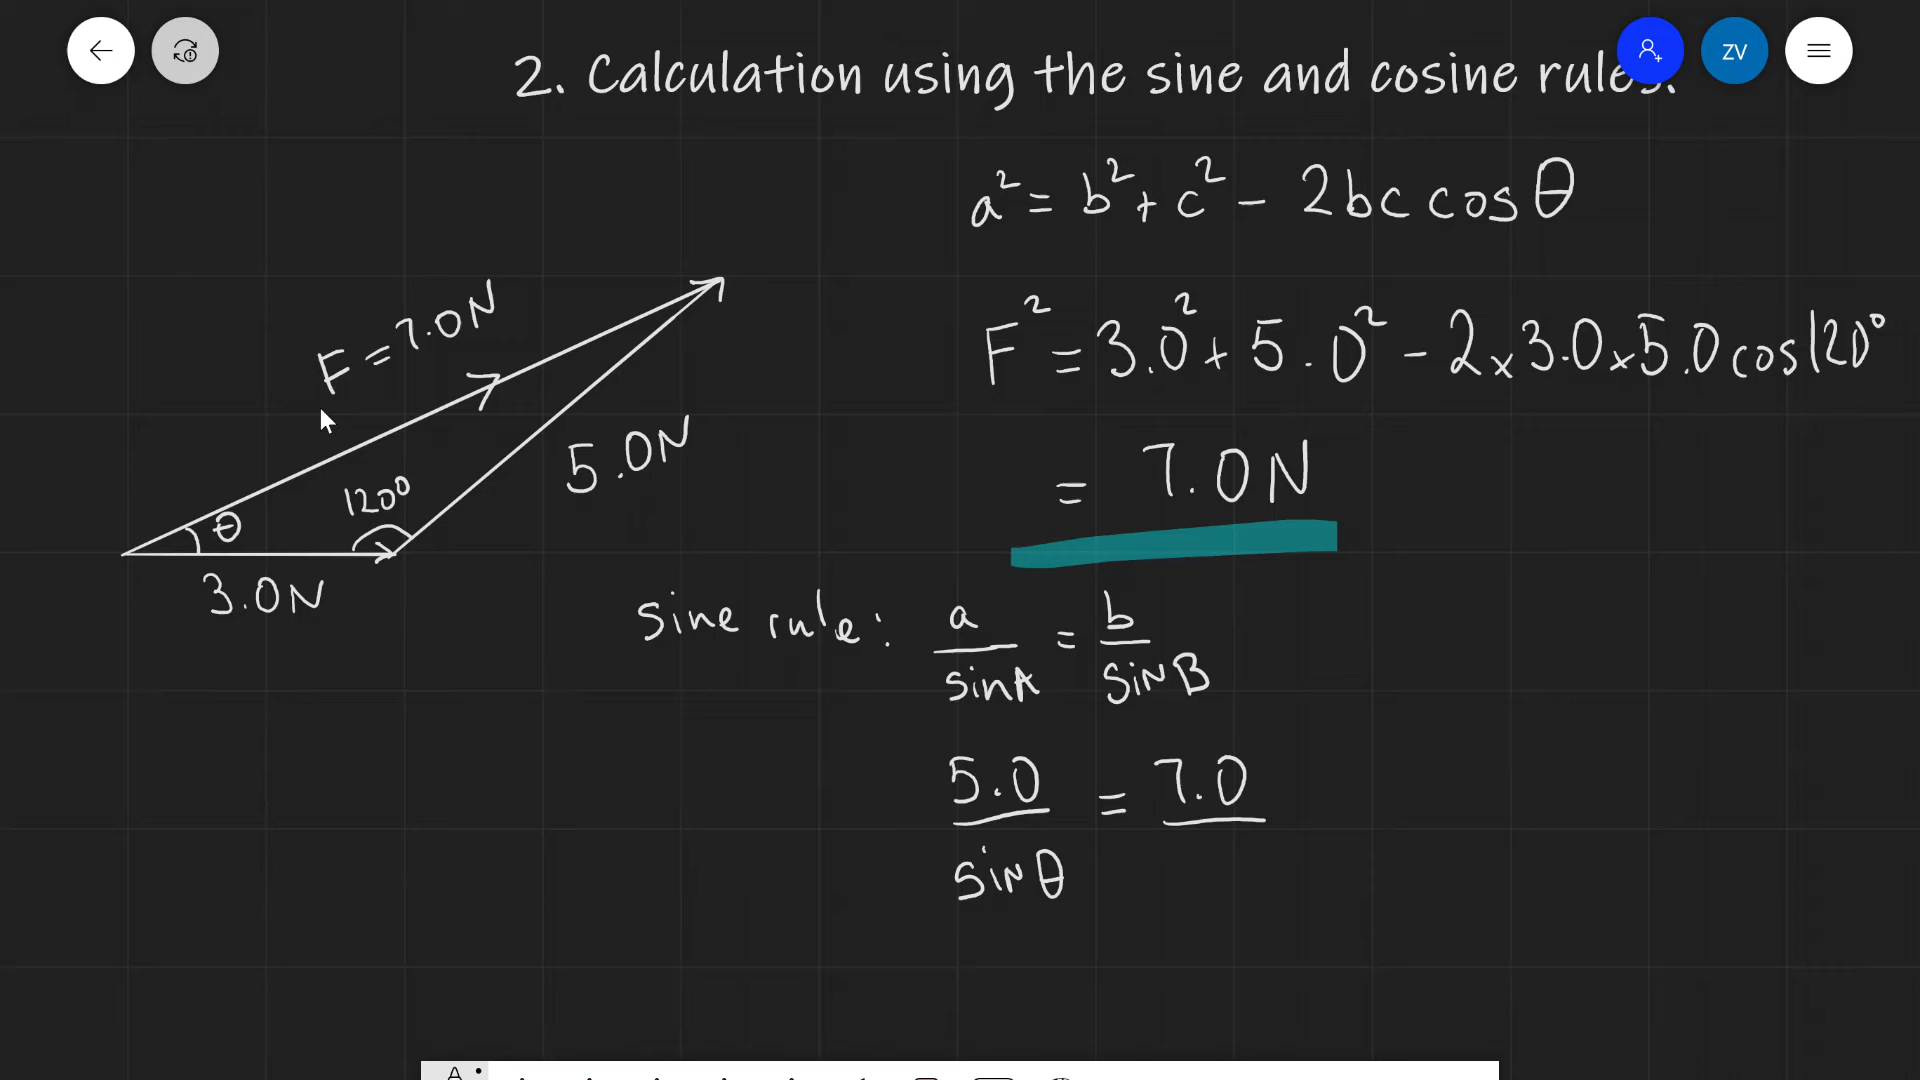 ZV
2. Calculation using the sine and cosine rules.
a² = b² + c² - 2bc cos θ
F = 7.0N
F² = 3.0² + 5.0² - 2 x 3.0 x 5.0 cos 120°
5.0N
= 7.0 N
120°
θ
3.0N
Sine rule: a/sinA = b/sinB
5.0/sinθ = 7.0